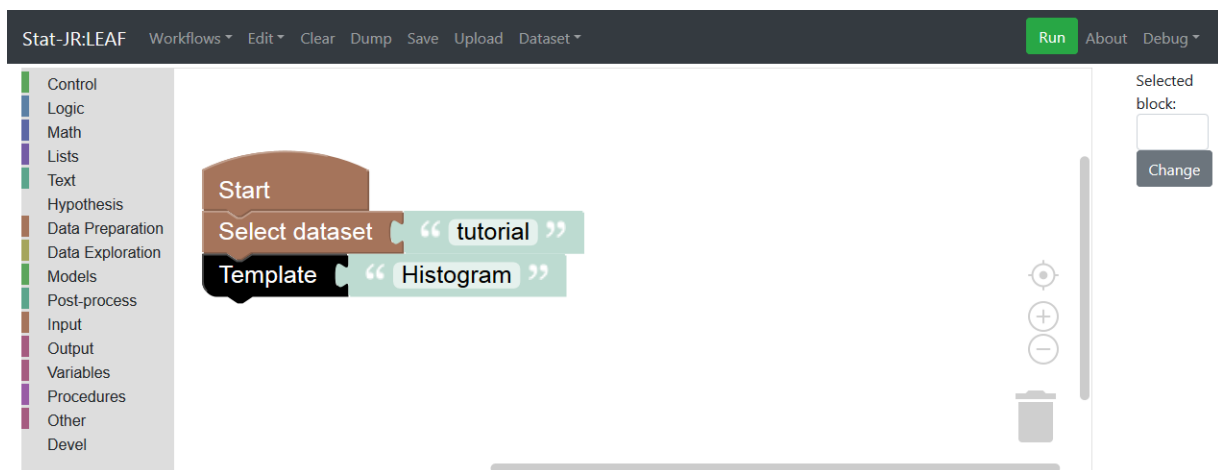 Stat-JR:LEAF Workflows Edit Clear Dump Save Upload Dataset Run About Debug
Control
Logic
Math
Lists
Text
Hypothesis
Data Preparation
Data Exploration
Models
Post-process
Input
Output
Variables
Procedures
Other
Devel
Start
Select dataset “ tutorial ”
Template “ Histogram ”
Selected
block:
Change